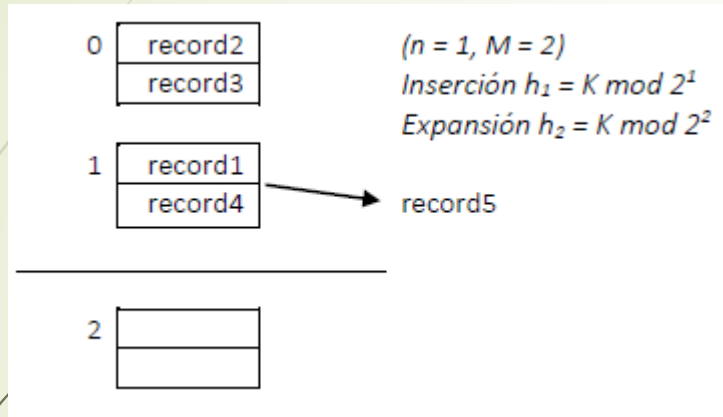 0 record2 (n = 1, M = 2)
record3 Inserción h₁ = K mod 2¹
Expansión h₂ = K mod 2²
1 record1
record4 record5
2